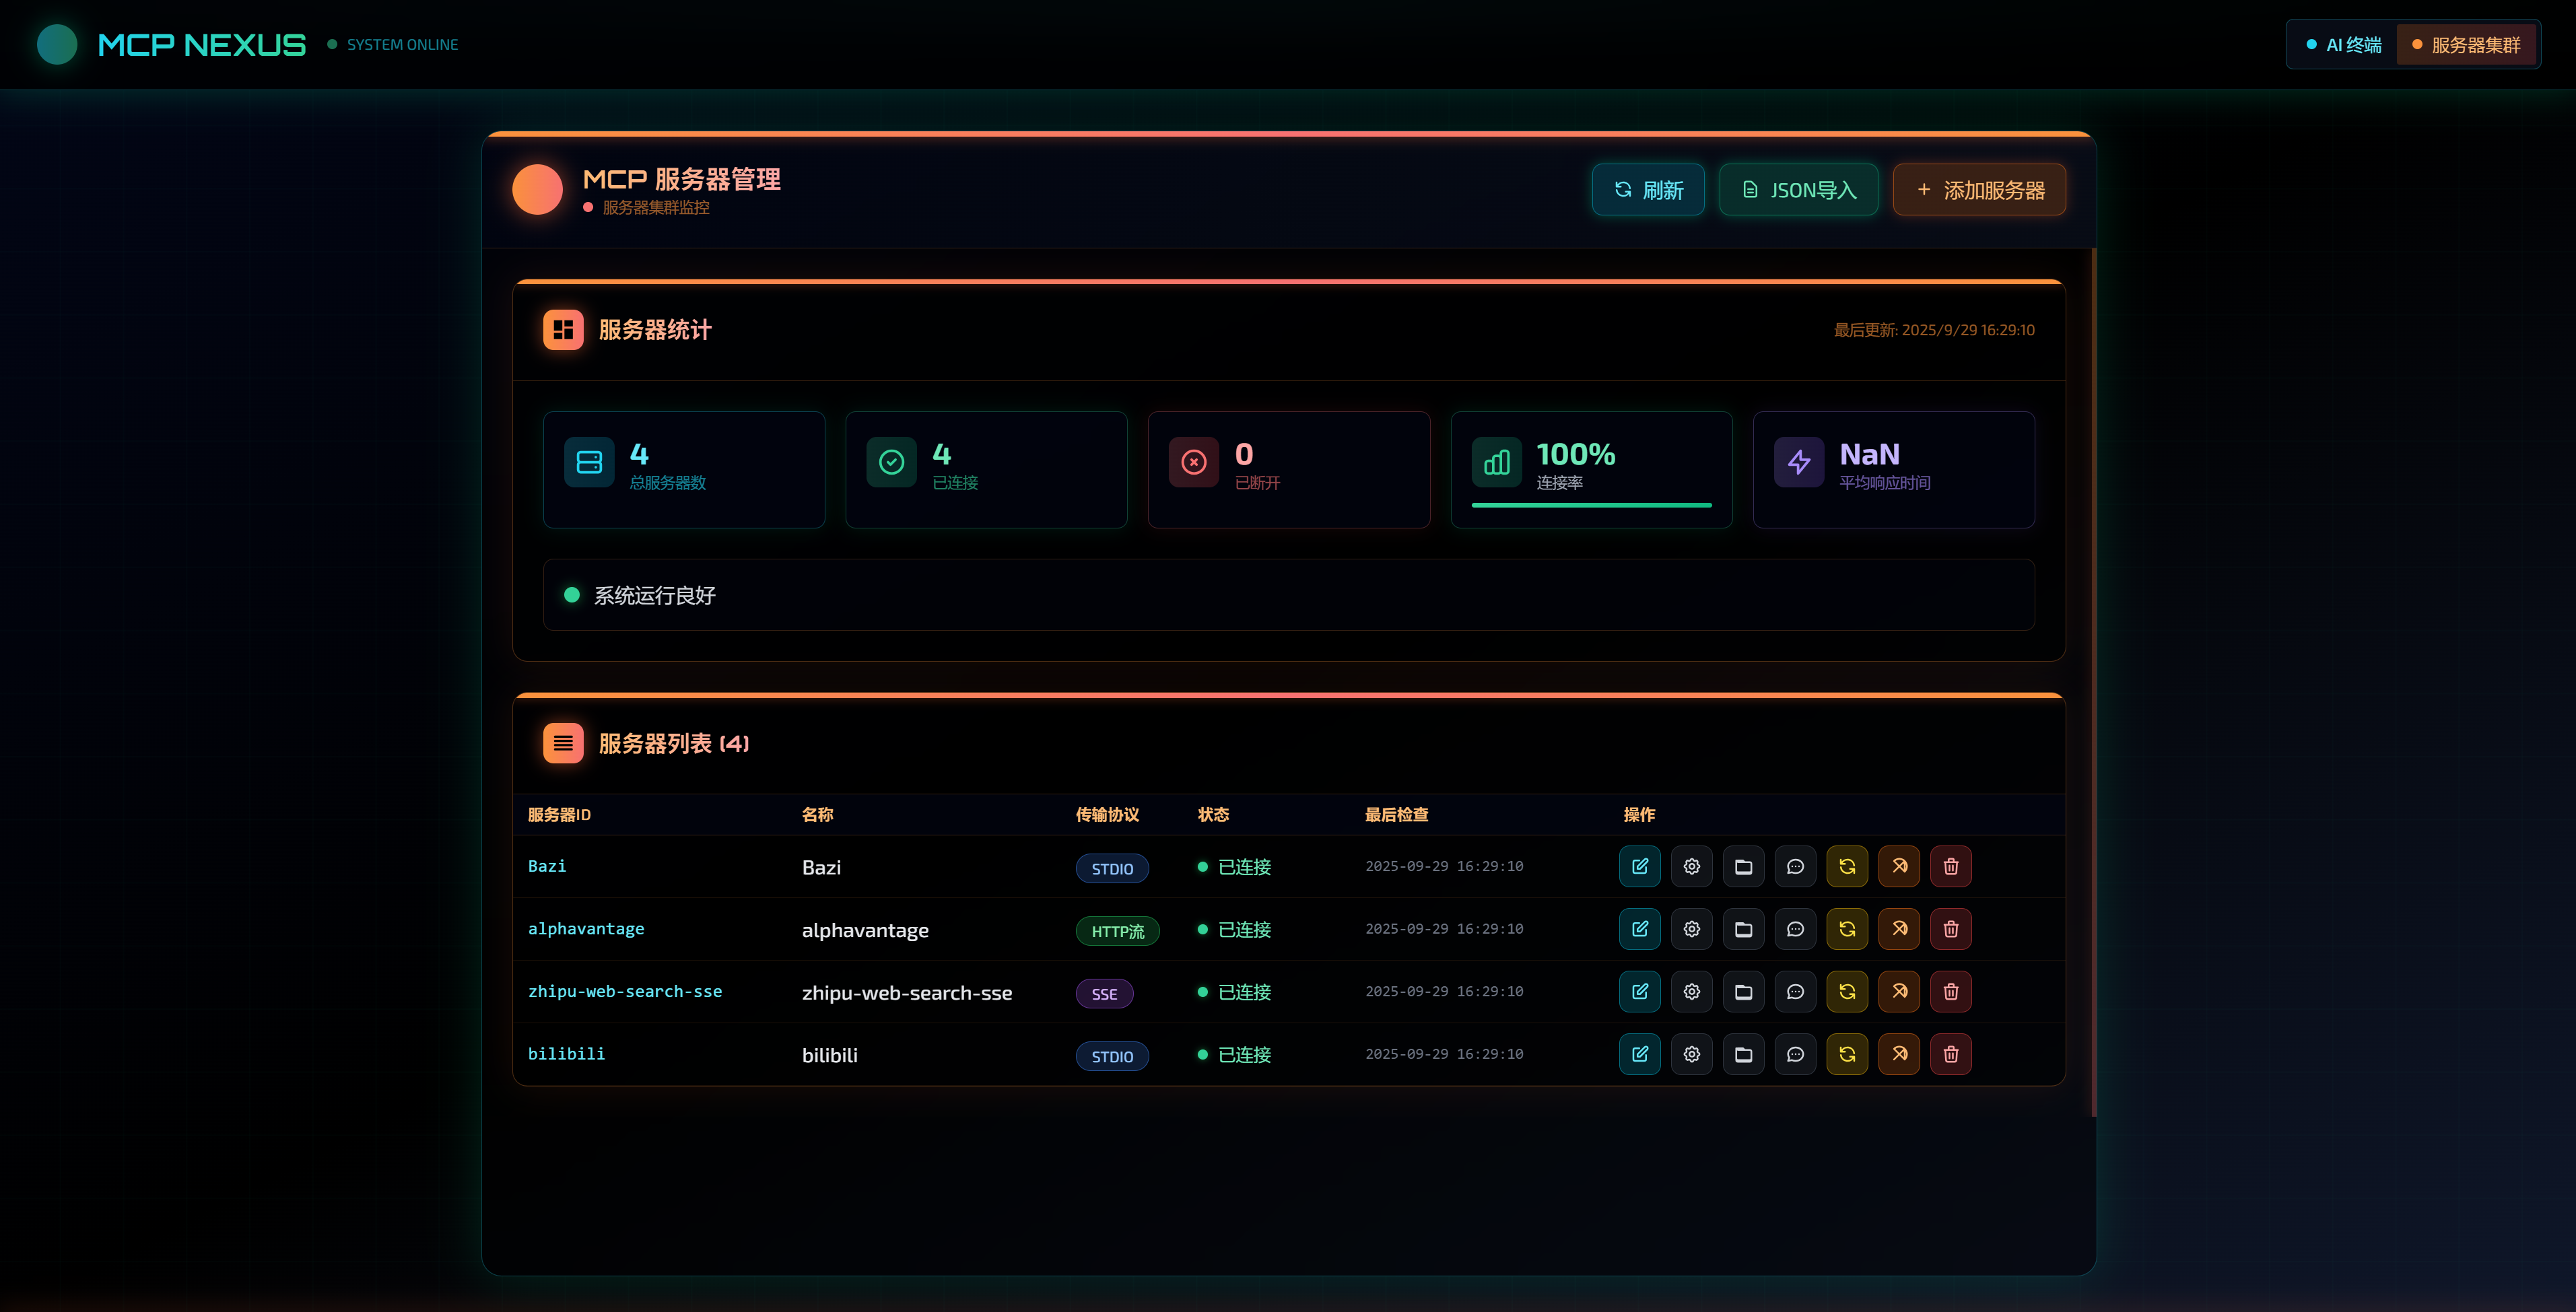 MCP NEXUS
SYSTEM ONLINE
AI 终端
服务器集群
MCP 服务器管理
服务器集群监控
刷新
JSON导入
+ 添加服务器
服务器统计
最后更新: 2025/9/29 16:29:10
4
总服务器数
4
已连接
0
已断开
100%
连接率
NaN
平均响应时间
系统运行良好
服务器列表 (4)
服务器ID 名称 传输协议 状态 最后检查 操作
Bazi Bazi STDIO 已连接 2025-09-29 16:29:10
alphavantage alphavantage HTTP流 已连接 2025-09-29 16:29:10
zhipu-web-search-sse zhipu-web-search-sse SSE 已连接 2025-09-29 16:29:10
bilibili bilibili STDIO 已连接 2025-09-29 16:29:10